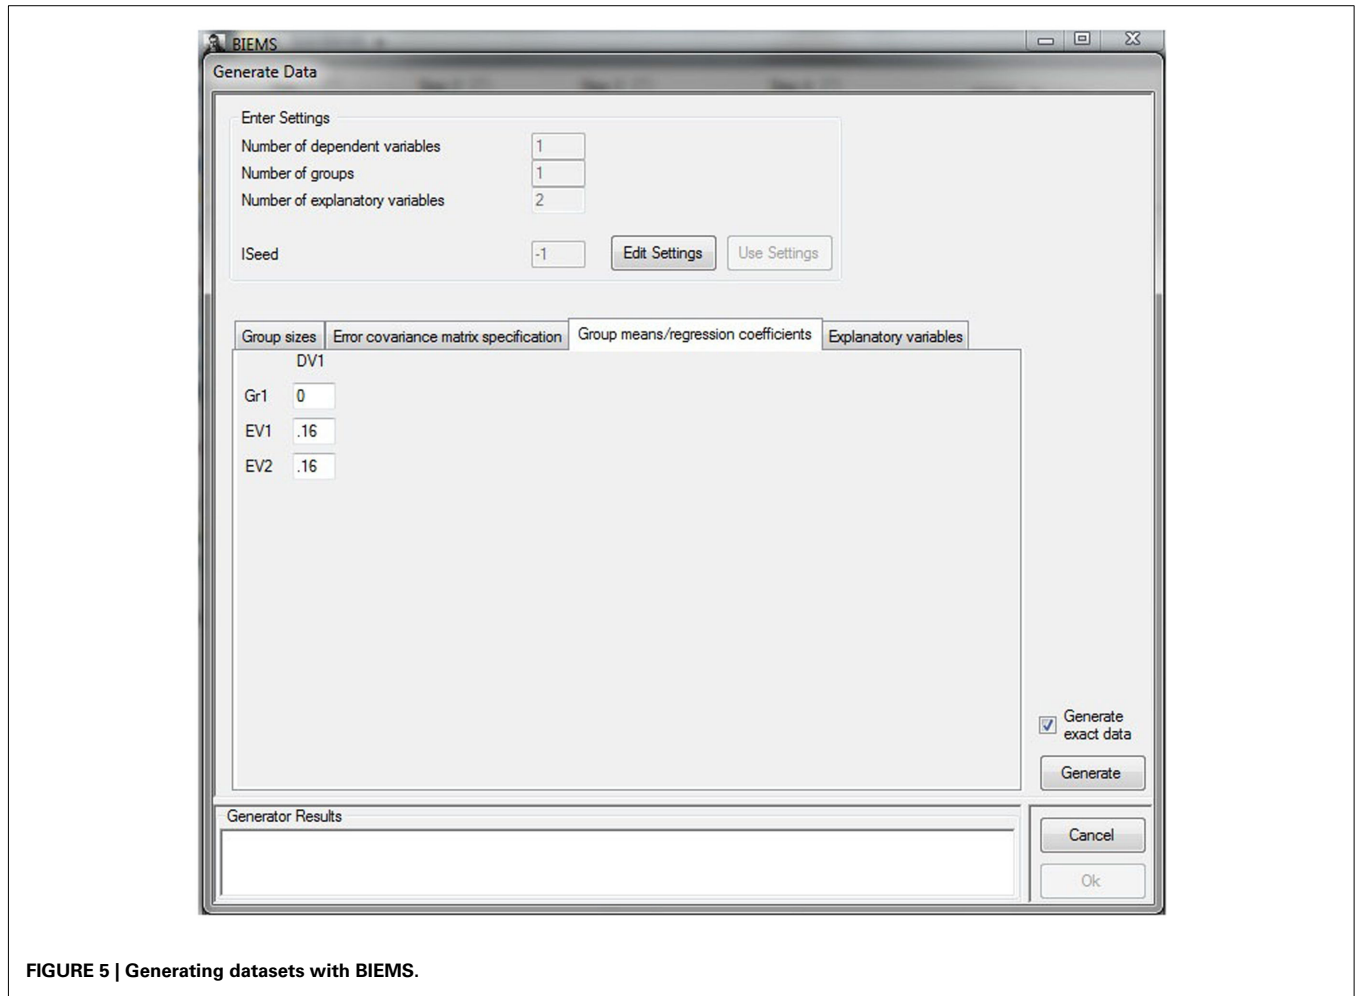 BIEMS
Generate Data
Enter Settings
Number of dependent variables 1
Number of groups 1
Number of explanatory variables 2
ISeed -1 Edit Settings Use Settings
Group sizes Error covariance matrix specification Group means/regression coefficients Explanatory variables
DV1
Gr1 0
EV1 .16
EV2 .16
Generate
exact data
Generate
Generator Results
Cancel
Ok
FIGURE 5 | Generating datasets with BIEMS.